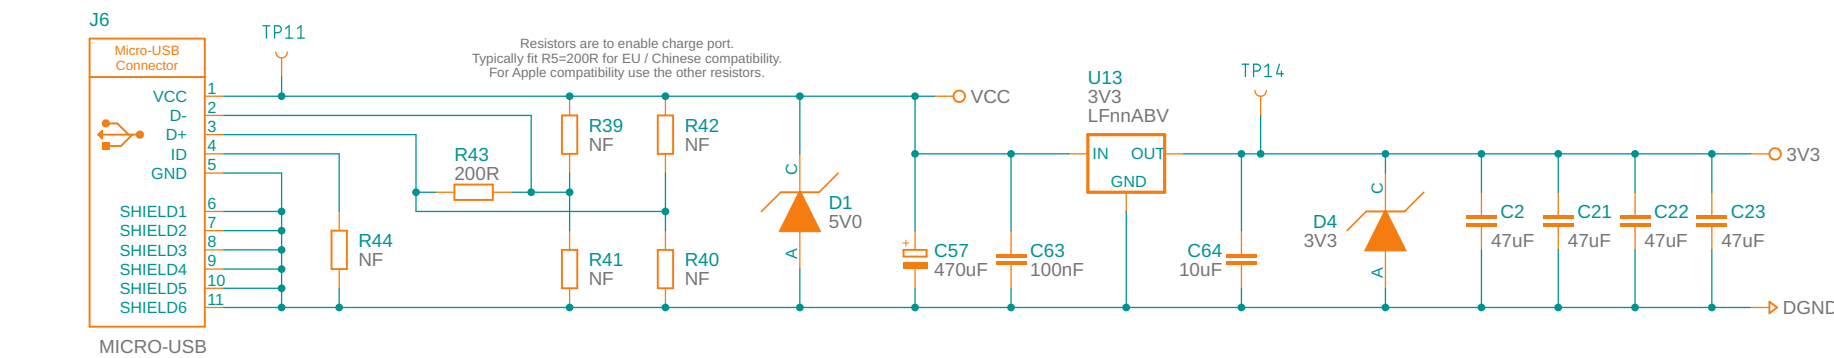 J6
Micro-USB
Connector
VCC
D-
D+
ID
GND
SHIELD1
SHIELD2
SHIELD3
SHIELD4
SHIELD5
SHIELD6
1
2
3
4
5
6
7
8
9
10
11
MICRO-USB
TP11
Resistors are to enable charge port.
Typically fit R5=200R for EU / Chinese compatibility.
For Apple compatibility use the other resistors.
R44
NF
R43
200R
R39
NF
R42
NF
R41
NF
R40
NF
C
A
D1
5V0
VCC
+
C57
470uF
C63
100nF
U13
3V3
LFnnABV
IN OUT
GND
TP14
C64
10uF
C
A
D4
3V3
C2
47uF
C21
47uF
C22
47uF
C23
47uF
3V3
DGND